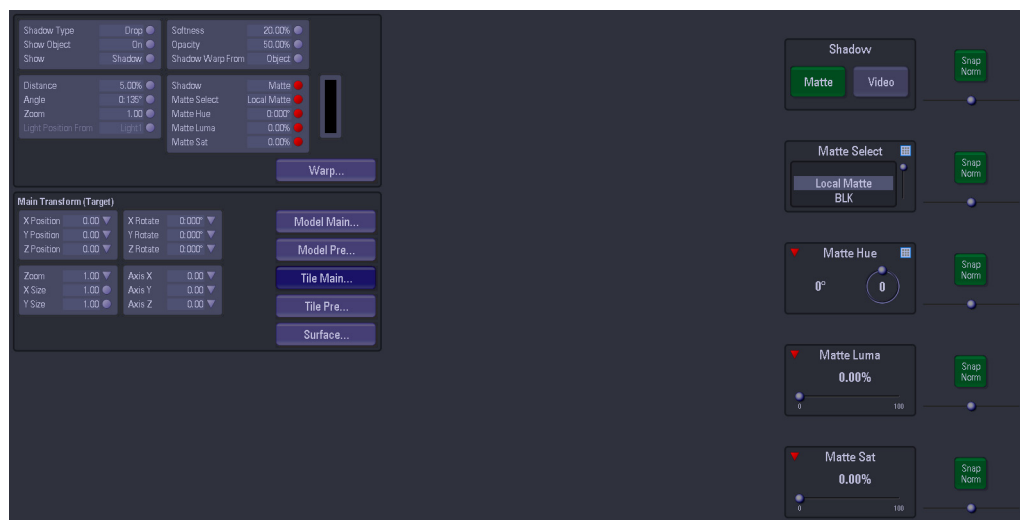 Shadow Type Drop
Show Object On
Show Shadow
Softness 20.00%
Opacity 50.00%
Shadow Warp From Object
Distance 5.00%
Angle 0:135°
Zoom 1.00
Light Position From Light 1
Shadow Matte
Matte Select Local Matte
Matte Hue 0:000°
Matte Luma 0.00%
Matte Sat 0.00%
Warp...
Main Transform (Target)
X Position 0.00
Y Position 0.00
Z Position 0.00
X Rotate 0:000°
Y Rotate 0:000°
Z Rotate 0:000°
Zoom 1.00
X Size 1.00
Y Size 1.00
Axis X 0.00
Axis Y 0.00
Axis Z 0.00
Model Main...
Model Pre...
Tile Main...
Tile Pre...
Surface...
Shadow
Matte Video
Snap
Norm
Matte Select
Local Matte
BLK
Snap
Norm
Matte Hue
0° 0
Snap
Norm
Matte Luma
0.00%
0 100
Snap
Norm
Matte Sat
0.00%
0 100
Snap
Norm